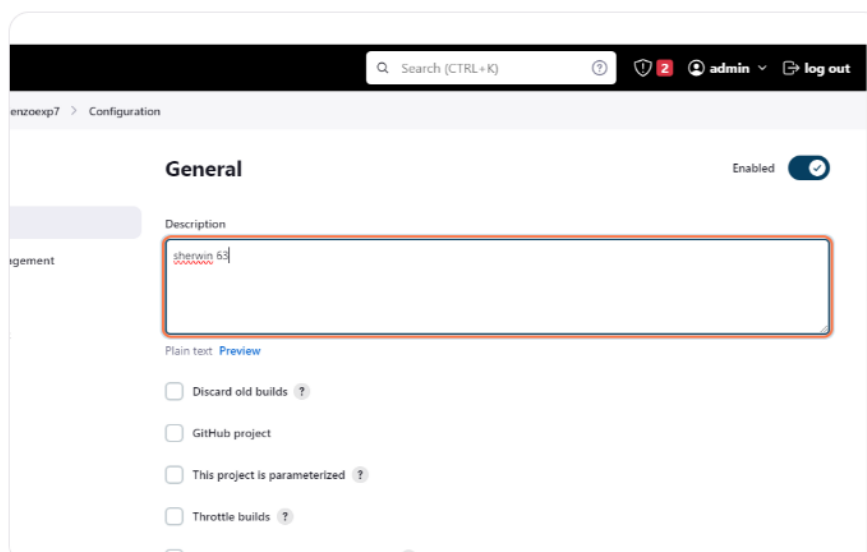 Search (CTRL+K) ? 2 admin log out
enzoexp7 > Configuration
General
Enabled
Description
agement
sherwin 63
Plain text Preview
Discard old builds ?
GitHub project
This project is parameterized ?
Throttle builds ?